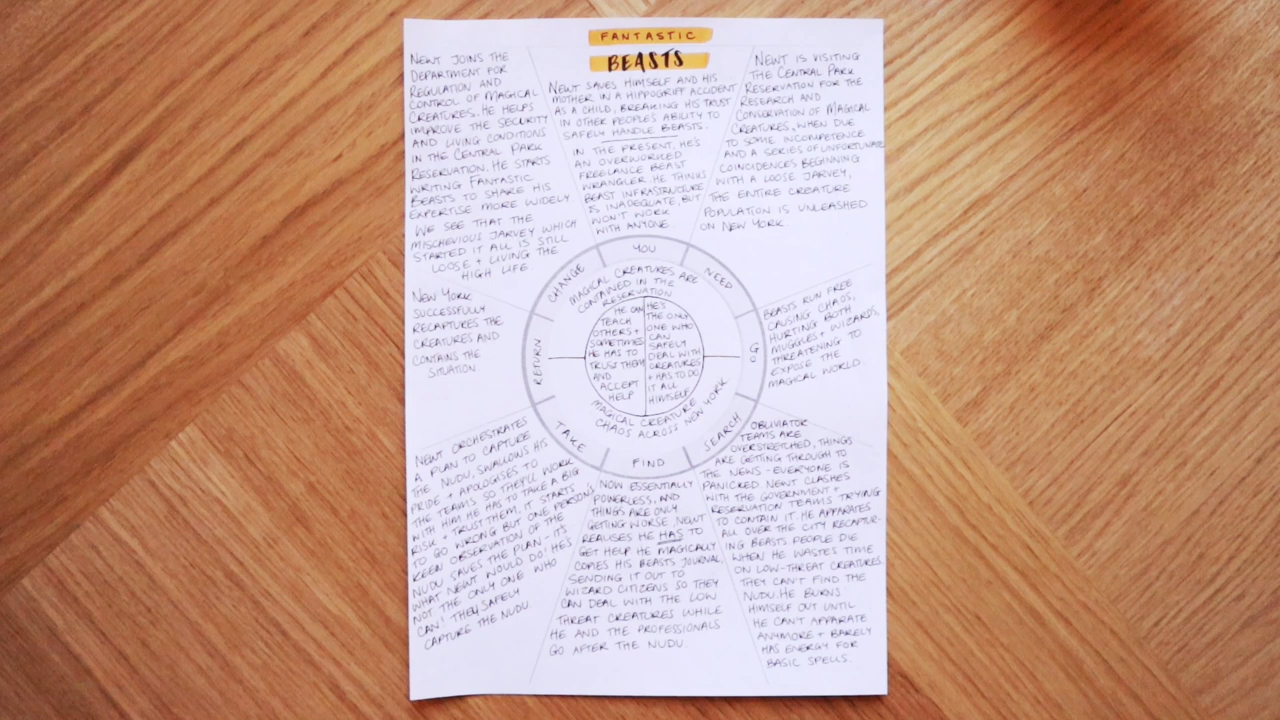 FANTASTIC
BEASTS
NEWT SAVES HIMSELF AND HIS
MOTHER IN A HIPPOGRIFF ACCIDENT
AS A CHILD, BREAKING HIS TRUST
IN OTHER PEOPLES ABILITY TO
SAFELY HANDLE BEASTS.
IN THE PRESENT, HE'S
AN OVERWORKED
FREELANCE BEAST
WRANGLER. HE THINKS
BEAST INFRASTRUCTURE
IS INADEQUATE, BUT
WON'T WORK
WITH ANYONE.
NEWT IS VISITING
THE CENTRAL PARK
RESERVATION FOR THE
RESEARCH AND
CONSERVATION OF MAGICAL
CREATURES, WHEN DUE
TO SOME INCOMPETENCE
AND A SERIES OF UNFORTUNATE
COINCIDENCES BEGINNING
WITH A LOOSE JARVEY,
THE ENTIRE CREATURE
POPULATION IS UNLEASHED
ON NEW YORK.
BEASTS RUN FREE
CAUSING CHAOS,
HURTING BOTH
MUGGLES + WIZARDS,
THREATENING TO
EXPOSE THE
MAGICAL WORLD.
OBLIVIATOR
TEAMS ARE
OVERSTRETCHED, THINGS
ARE GETTING THROUGH TO
THE NEWS - EVERYONE IS
PANICKED. NEWT CLASHES
WITH THE GOVERNMENT +
RESERVATION TEAMS TRYING
TO CONTAIN IT HE APPARATES
ALL OVER THE CITY RECAPTUR-
ING BEASTS PEOPLE DIE
WHEN HE WASTES TIME
ON LOW-THREAT CREATURES.
THEY CAN'T FIND THE
NUDU. HE BURNS
HIMSELF OUT UNTIL
HE CAN'T APPARATE
ANYMORE + BARELY
HAS ENERGY FOR
BASIC SPELLS.
NOW ESSENTIALLY
POWERLESS, AND
THINGS ARE ONLY
GETTING WORSE, NEWT
REALISES HE HAS TO
GET HELP HE MAGICALLY
COPIES HIS BEASTS JOURNAL,
SENDING IT OUT TO
WIZARD CITIZENS SO THEY
CAN DEAL WITH THE LOW
THREAT CREATURES WHILE
HE AND THE PROFESSIONALS
GO AFTER THE NUDU
NEWT ORCHESTRATES
A PLAN TO CAPTURE
THE NUDU, SWALLOWS HIS
PRIDE + APOLOGISES TO
THE TEAMS SO THEY'LL WORK
WITH HIM HE HAS TO TAKE A BIG
RISK + TRUST THEM, IT STARTS
TO GO WRONG BUT ONE PERSON'S
KEEN OBSERVATION OF THE
NUDU SAVES THE PLAN - IT'S
WHAT NEWT WOULD DO! HE'S
NOT THE ONLY ONE WHO
CAN! THEY SAFELY
CAPTURE THE NUDU.
NEW YORK
SUCCESSFULLY
RECAPTURES THE
CREATURES AND
CONTAINS THE
SITUATION.
NEWT JOINS THE
DEPARTMENT FOR
REGULATION AND
CONTROL OF MAGICAL
CREATURES. HE HELPS
IMPROVE THE SECURITY
AND LIVING CONDITIONS
IN THE CENTRAL PARK
RESERVATION. HE STARTS
WRITING FANTASTIC
BEASTS TO SHARE HIS
EXPERTISE MORE WIDELY
WE SEE THAT THE
MISCHEVIOUS JARVEY WHICH
STARTED IT ALL IS STILL
LOOSE + LIVING THE
HIGH LIFE
YOU
NEED
GO
SEARCH
FIND
TAKE
RETURN
CHANGE
MAGICAL CREATURES ARE
CONTAINED IN THE
RESERVATION
HE'S
THE ONLY
ONE WHO
CAN
SAFELY
DEAL WITH
CREATURES
+ HAS TO DO
IT ALL
HIMSELF
HE CAN
TEACH
OTHERS +
SOMETIMES
HE HAS TO
TRUST THEM
AND
ACCEPT
HELP
MAGICAL CREATURE
CHAOS ACROSS NEW YORK